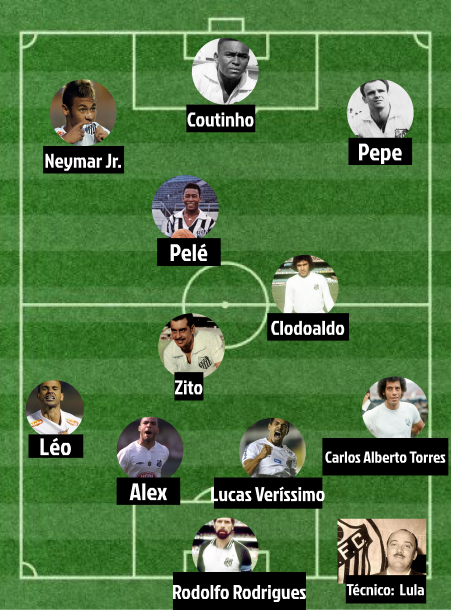 Coutinho
Neymar Jr.
Pepe
Pelé
Clodoaldo
Zito
Léo
Carlos Alberto Torres
Alex
Lucas Veríssimo
F.C.
Rodolfo Rodrigues
Técnico: Lula